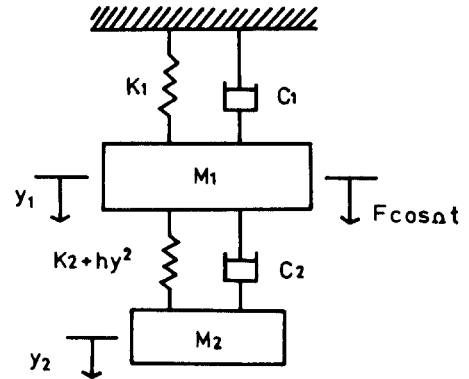 K₁
C₁
M₁
y₁
FcosΩt
K₂+hy²
C₂
M₂
y₂